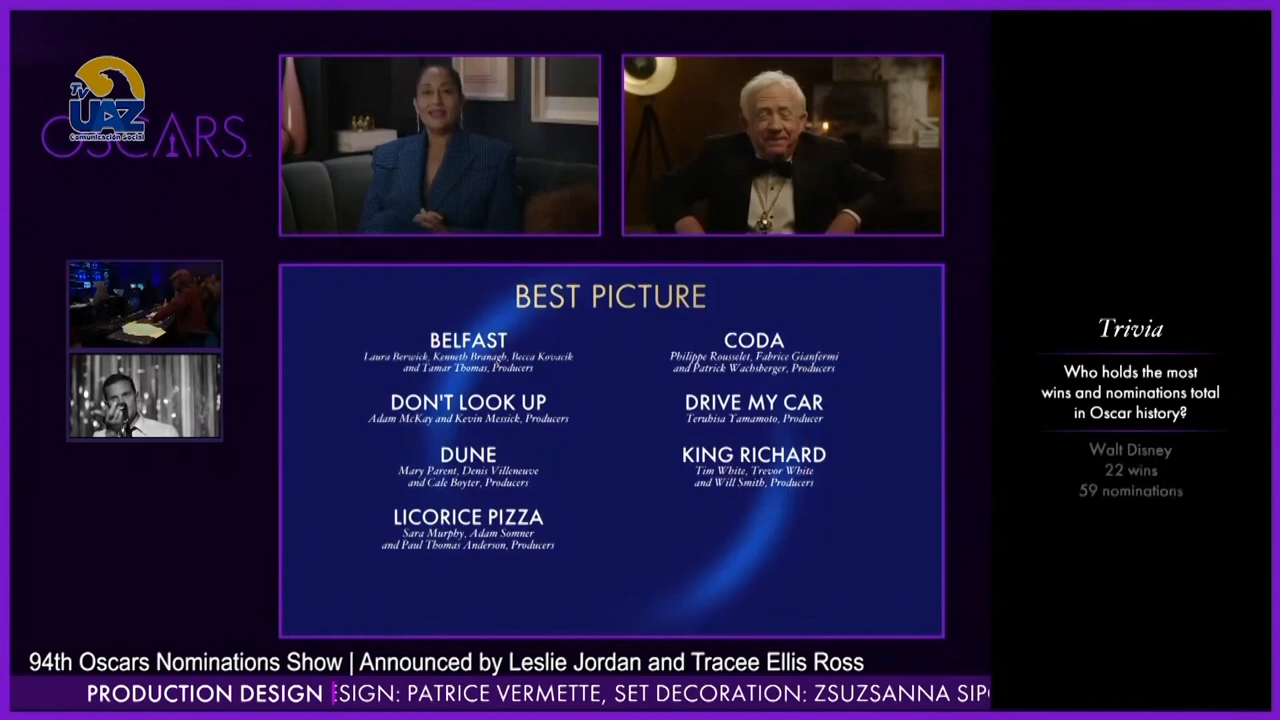 TV
UAZ
Comunicación Social
OSCARS
BEST PICTURE
BELFAST
Laura Berwick, Kenneth Branagh, Becca Kovacik
and Tamar Thomas, Producers
CODA
Philippe Rousselet, Fabrice Gianfermi
and Patrick Wachsberger, Producers
DON'T LOOK UP
Adam McKay and Kevin Messick, Producers
DRIVE MY CAR
Teruhisa Yamamoto, Producer
DUNE
Mary Parent, Denis Villeneuve
and Cale Boyter, Producers
KING RICHARD
Tim White, Trevor White
and Will Smith, Producers
LICORICE PIZZA
Sara Murphy, Adam Somner
and Paul Thomas Anderson, Producers
Trivia
Who holds the most
wins and nominations total
in Oscar history?
Walt Disney
22 wins
59 nominations
94th Oscars Nominations Show | Announced by Leslie Jordan and Tracee Ellis Ross
PRODUCTION DESIGN ESIGN: PATRICE VERMETTE, SET DECORATION: ZSUZSANNA SIP